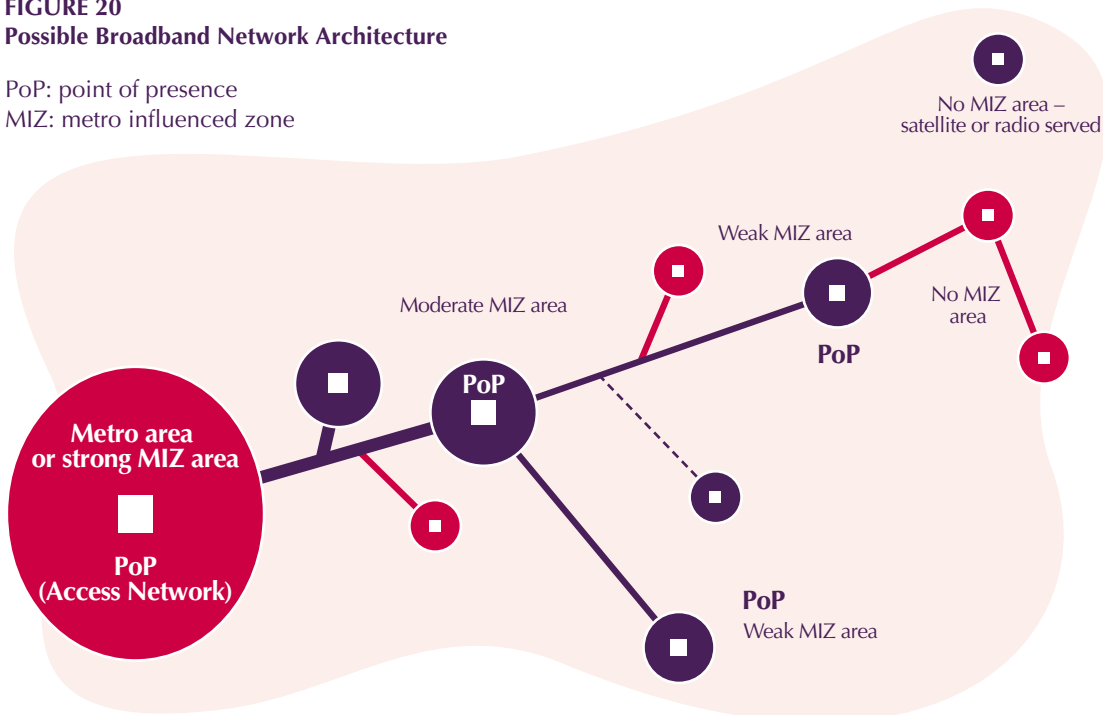 FIGURE 20
Possible Broadband Network Architecture
PoP: point of presence
MIZ: metro influenced zone
No MIZ area –
satellite or radio served
Weak MIZ area
Moderate MIZ area
No MIZ
area
PoP
PoP
Metro area
or strong MIZ area
PoP
(Access Network)
PoP
Weak MIZ area